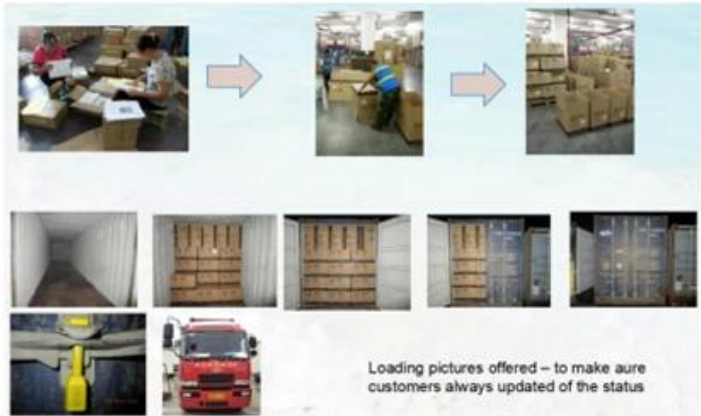 Loading pictures offered – to make aure
customers always updated of the status